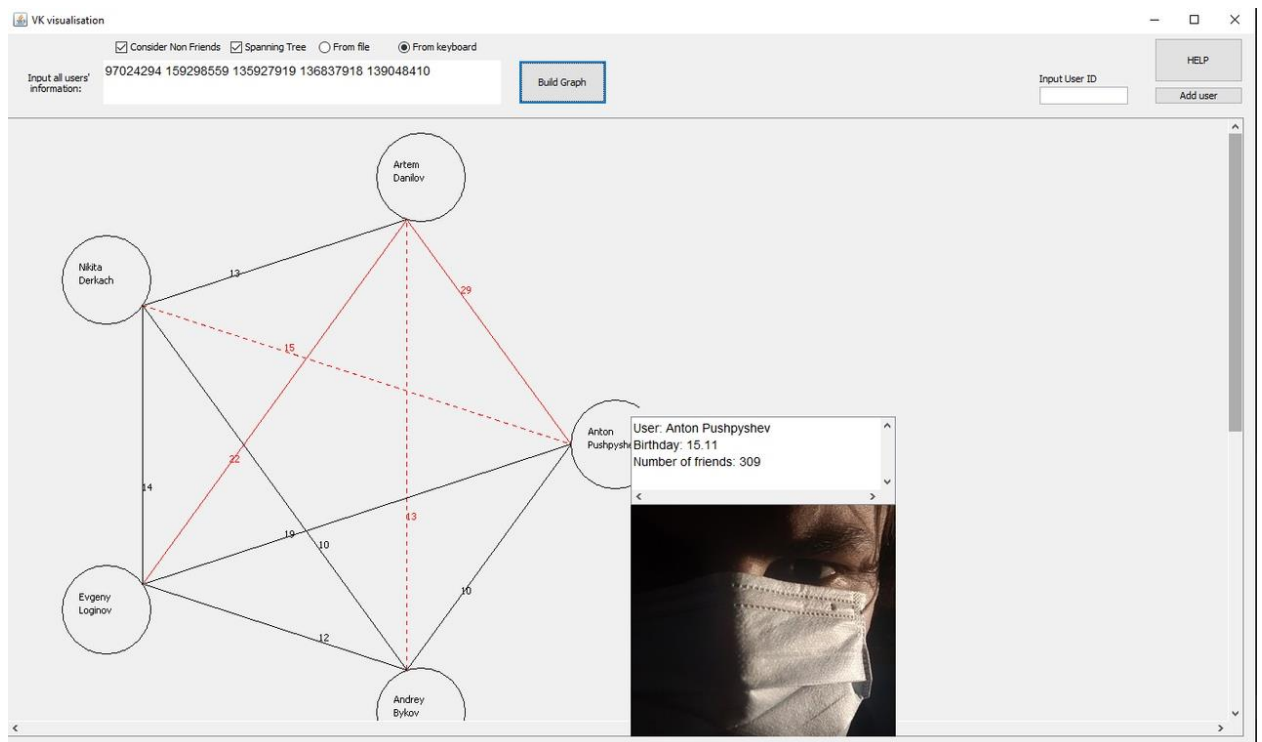 VK visualisation
Consider Non Friends Spanning Tree From file From keyboard
Input all users'
information:
97024294 159298559 135927919 136837918 139048410
Build Graph
Input User ID
HELP
Add user
Artem
Danilov
Nikita
Derkach
13
29
15
Anton
Pushpyshe
User: Anton Pushpyshev
Birthday: 15.11
Number of friends: 309
22
14
13
19
10
10
Evgeny
Loginov
12
Andrey
Bykov